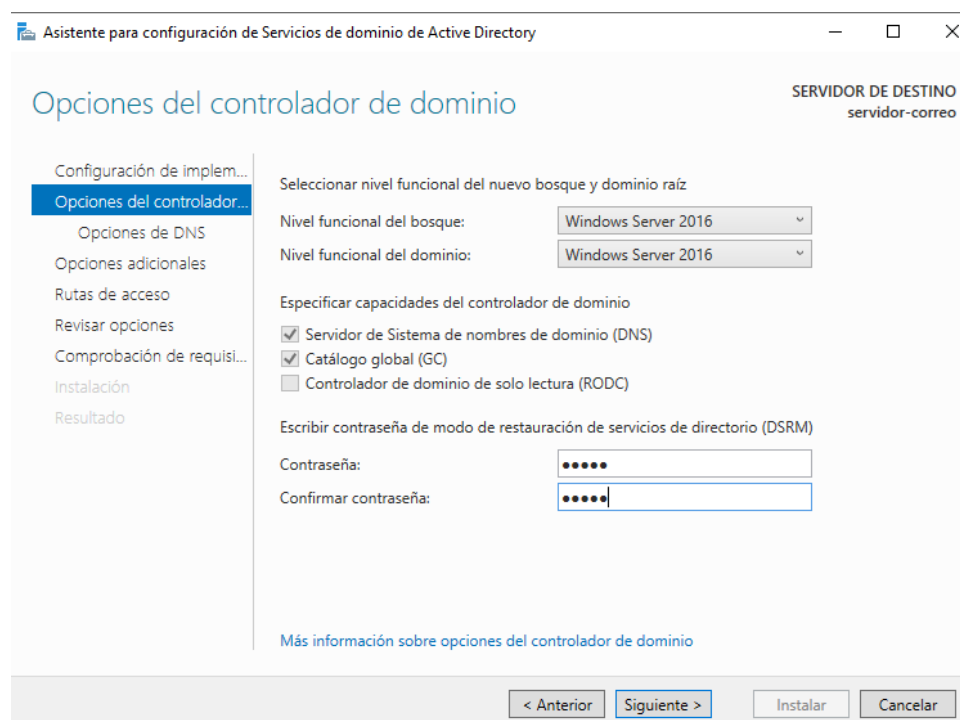 Asistente para configuración de Servicios de dominio de Active Directory
Opciones del controlador de dominio
SERVIDOR DE DESTINO
servidor-correo
Configuración de implem...
Opciones del controlador...
Opciones de DNS
Opciones adicionales
Rutas de acceso
Revisar opciones
Comprobación de requisi...
Instalación
Resultado
Seleccionar nivel funcional del nuevo bosque y dominio raíz
Nivel funcional del bosque: Windows Server 2016
Nivel funcional del dominio: Windows Server 2016
Especificar capacidades del controlador de dominio
Servidor de Sistema de nombres de dominio (DNS)
Catálogo global (GC)
Controlador de dominio de solo lectura (RODC)
Escribir contraseña de modo de restauración de servicios de directorio (DSRM)
Contraseña: •••••
Confirmar contraseña: •••••
Más información sobre opciones del controlador de dominio
< Anterior Siguiente > Instalar Cancelar